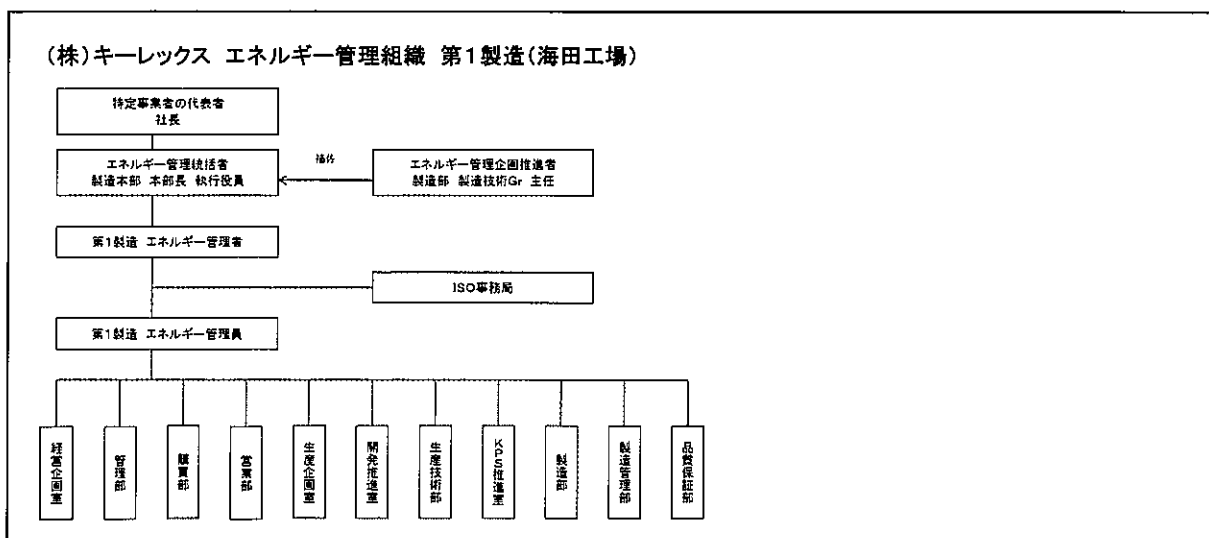 (株)キーレックス エネルギー管理組織 第1製造(海田工場)
特定事業者の代表者
社長
エネルギー管理統括者
製造本部 本部長 執行役員
補佐
エネルギー管理企画推進者
製造部 製造技術Gr 主任
第1製造 エネルギー管理者
ISO事務局
第1製造 エネルギー管理員
経営企画室
管理部
購買部
営業部
生産企画室
開発推進室
生産技術部
KPS推進室
製造部
製造管理部
品質保証部